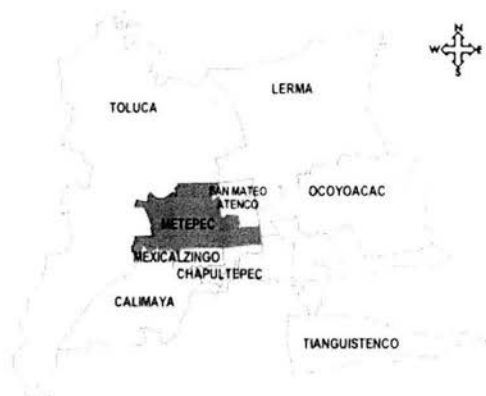 N
W E
S
LERMA
TOLUCA
SAN MATEO
ATENCO
OCOYOACAC
METEPEC
MEXICALZINGO
CHAPULTEPEC
CALIMAYA
TIANGUISTENCO